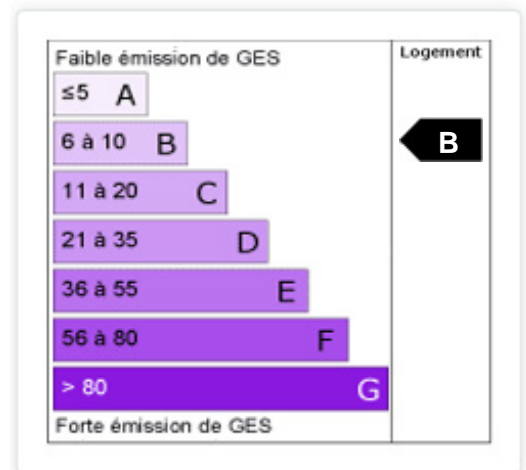 Faible émission de GES
Logement
≤5 A
6 à 10 B
B
11 à 20 C
21 à 35 D
36 à 55 E
56 à 80 F
> 80 G
Forte émission de GES